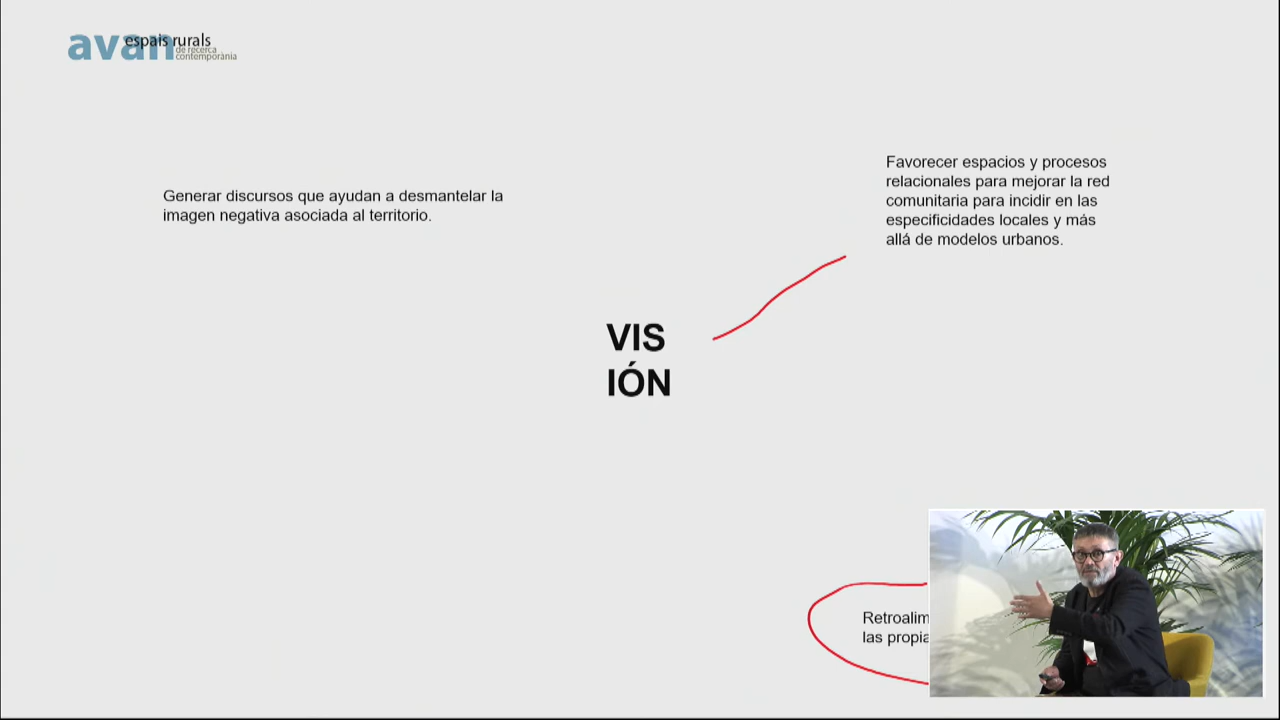 avan
espais rurals
de recerca
contemporània
Generar discursos que ayudan a desmantelar la
imagen negativa asociada al territorio.
Favorecer espacios y procesos
relacionales para mejorar la red
comunitaria para incidir en las
especificidades locales y más
allá de modelos urbanos.
VIS
IÓN
Retroalim
las propia